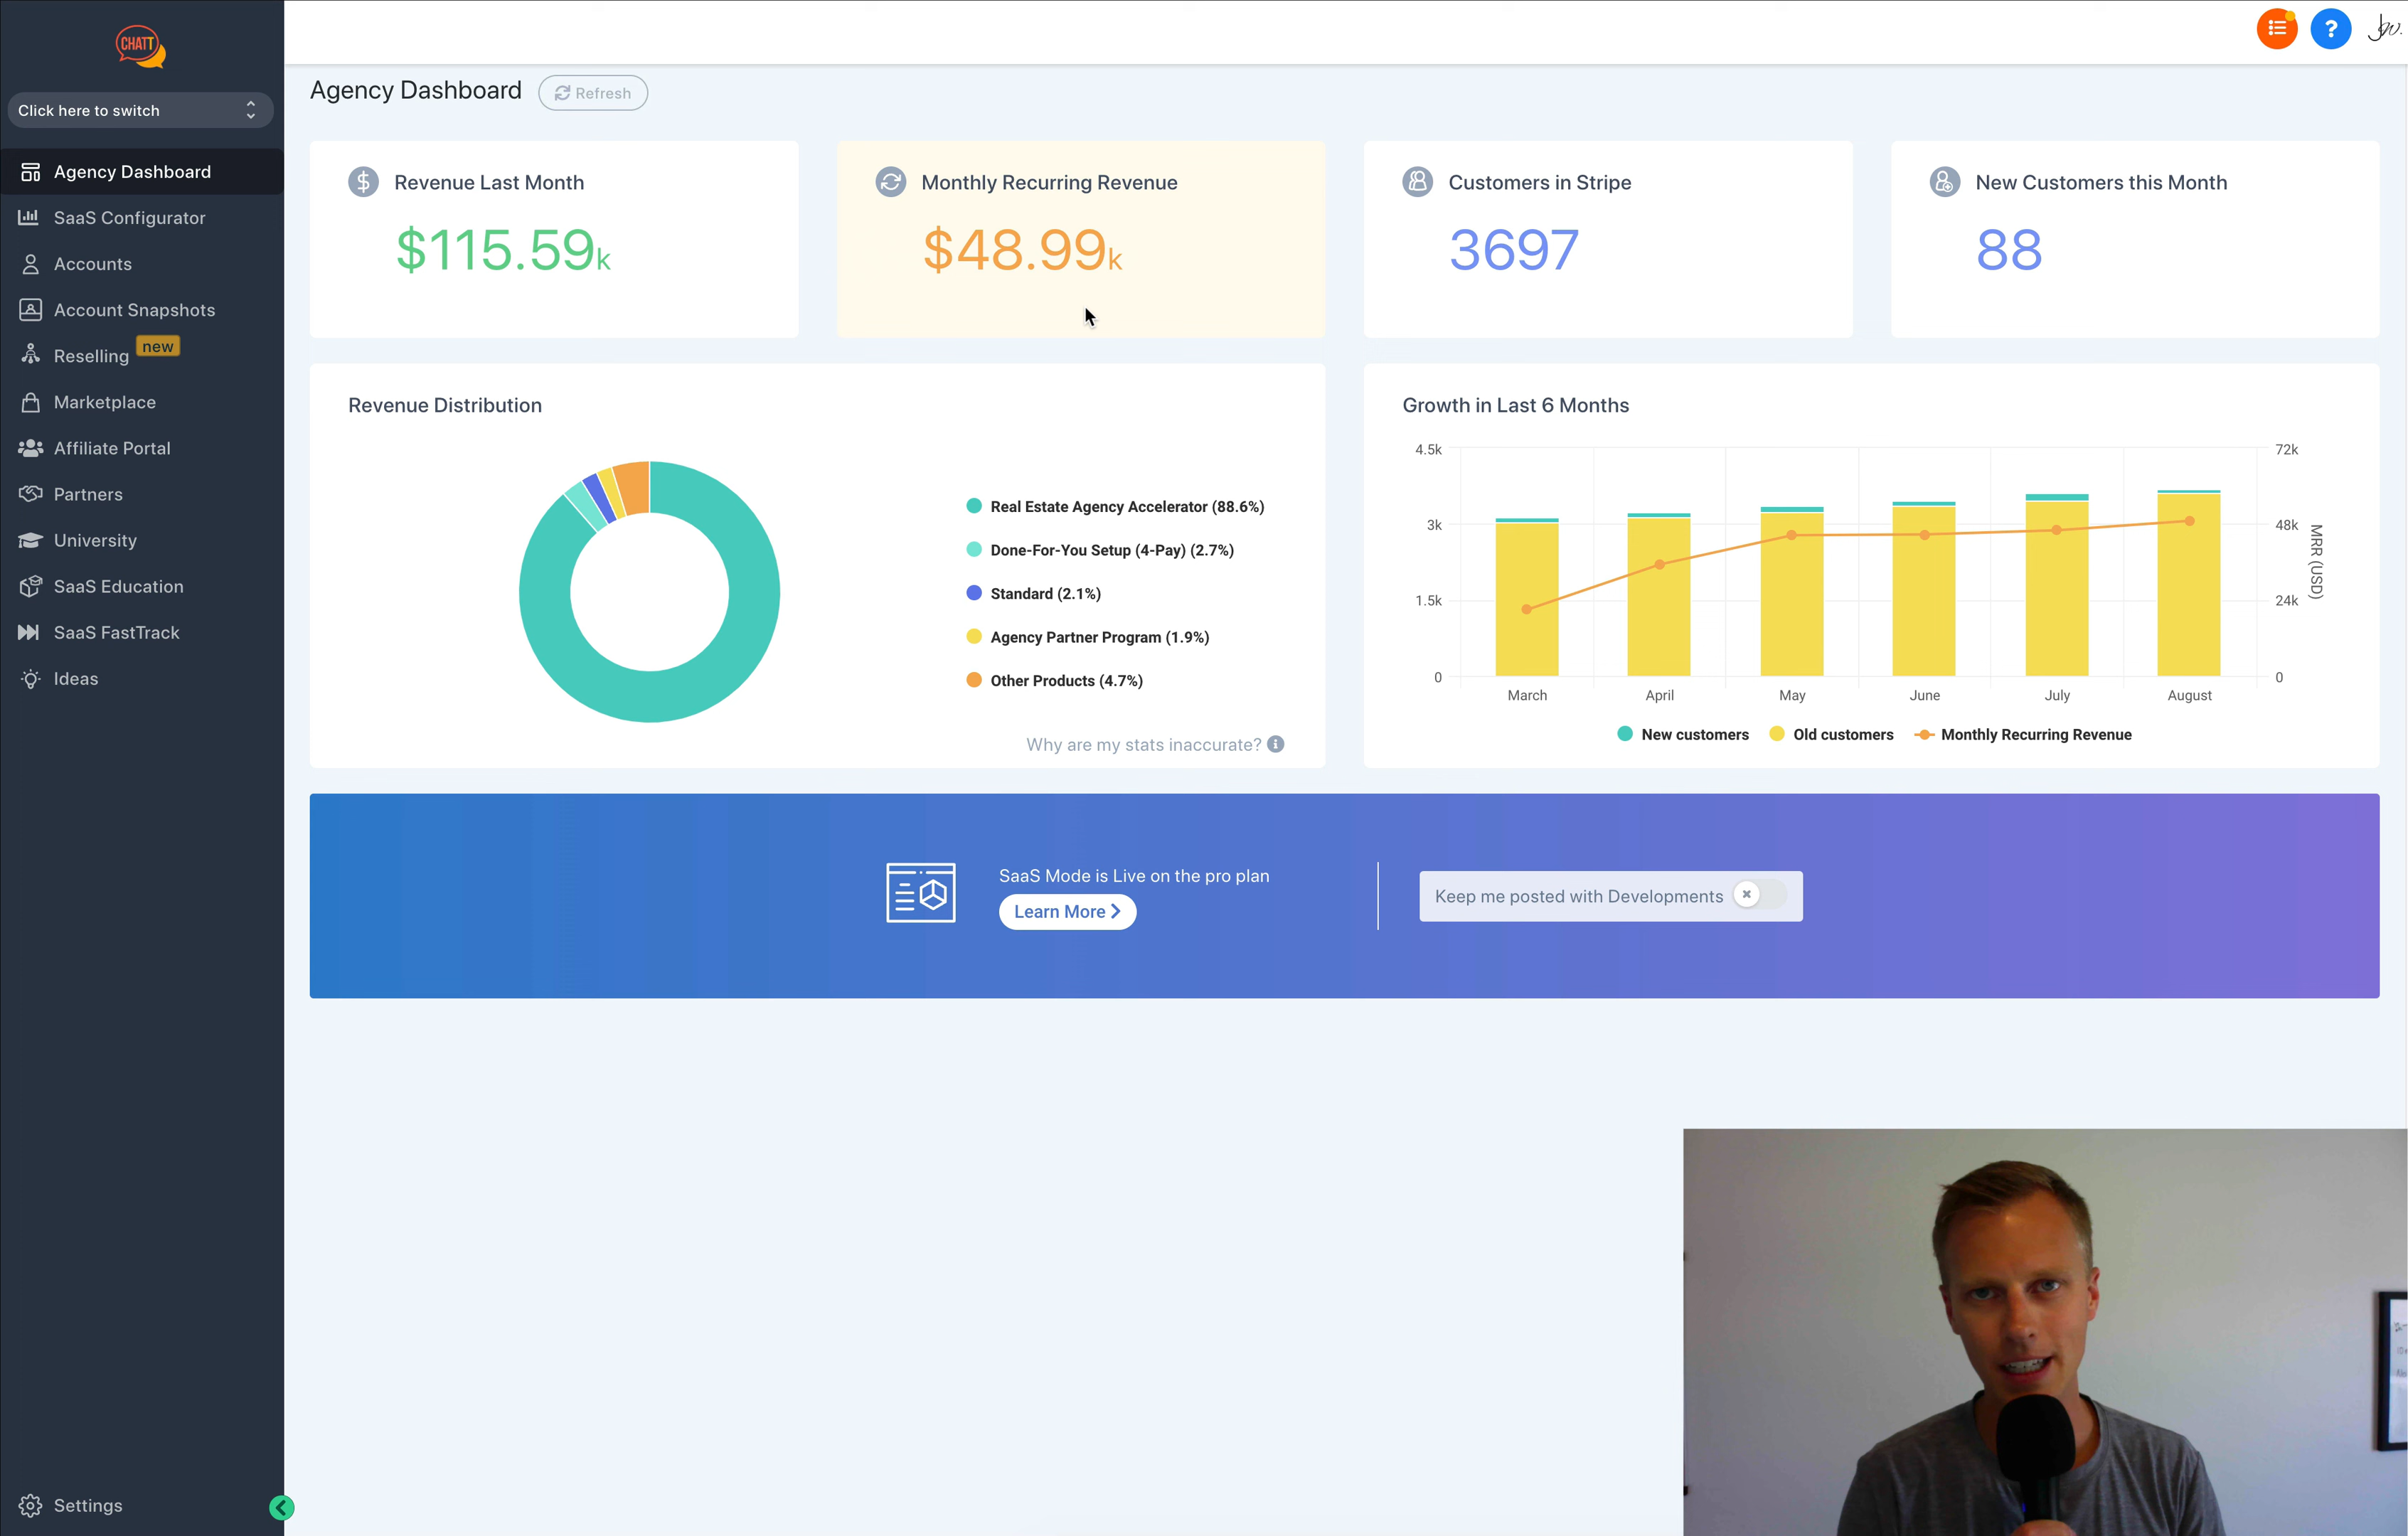 CHATT
Click here to switch
Agency Dashboard
SaaS Configurator
Accounts
Account Snapshots
Reselling new
Marketplace
Affiliate Portal
Partners
University
SaaS Education
SaaS FastTrack
Ideas
Settings
?
Agency Dashboard Refresh
$ Revenue Last Month
$115.59k
Monthly Recurring Revenue
$48.99k
Customers in Stripe
3697
New Customers this Month
88
Revenue Distribution
Real Estate Agency Accelerator (88.6%)
Done-For-You Setup (4-Pay) (2.7%)
Standard (2.1%)
Agency Partner Program (1.9%)
Other Products (4.7%)
Why are my stats inaccurate? i
Growth in Last 6 Months
4.5k 72k
3k 48k
1.5k 24k
0 0
MRR (USD)
March April May June July August
New customers Old customers Monthly Recurring Revenue
SaaS Mode is Live on the pro plan
Learn More
Keep me posted with Developments